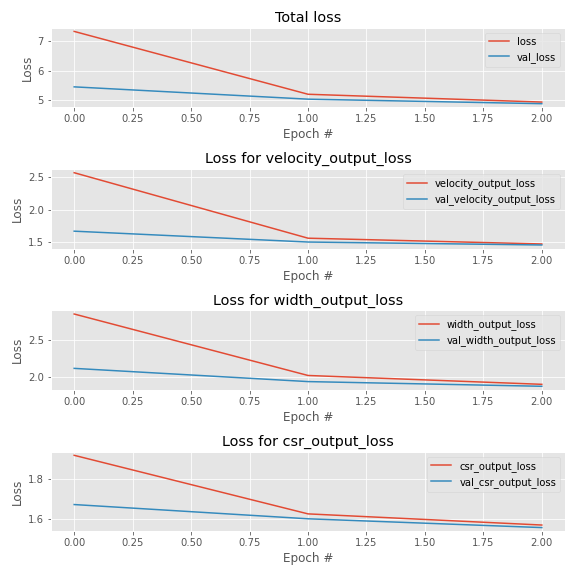 Total loss
7
6
5
Loss
loss
val_loss
0.00 0.25 0.50 0.75 1.00 1.25 1.50 1.75 2.00
Epoch #
Loss for velocity_output_loss
2.5
2.0
1.5
Loss
velocity_output_loss
val_velocity_output_loss
0.00 0.25 0.50 0.75 1.00 1.25 1.50 1.75 2.00
Epoch #
Loss for width_output_loss
2.5
2.0
Loss
width_output_loss
val_width_output_loss
0.00 0.25 0.50 0.75 1.00 1.25 1.50 1.75 2.00
Epoch #
Loss for csr_output_loss
1.8
1.6
Loss
csr_output_loss
val_csr_output_loss
0.00 0.25 0.50 0.75 1.00 1.25 1.50 1.75 2.00
Epoch #